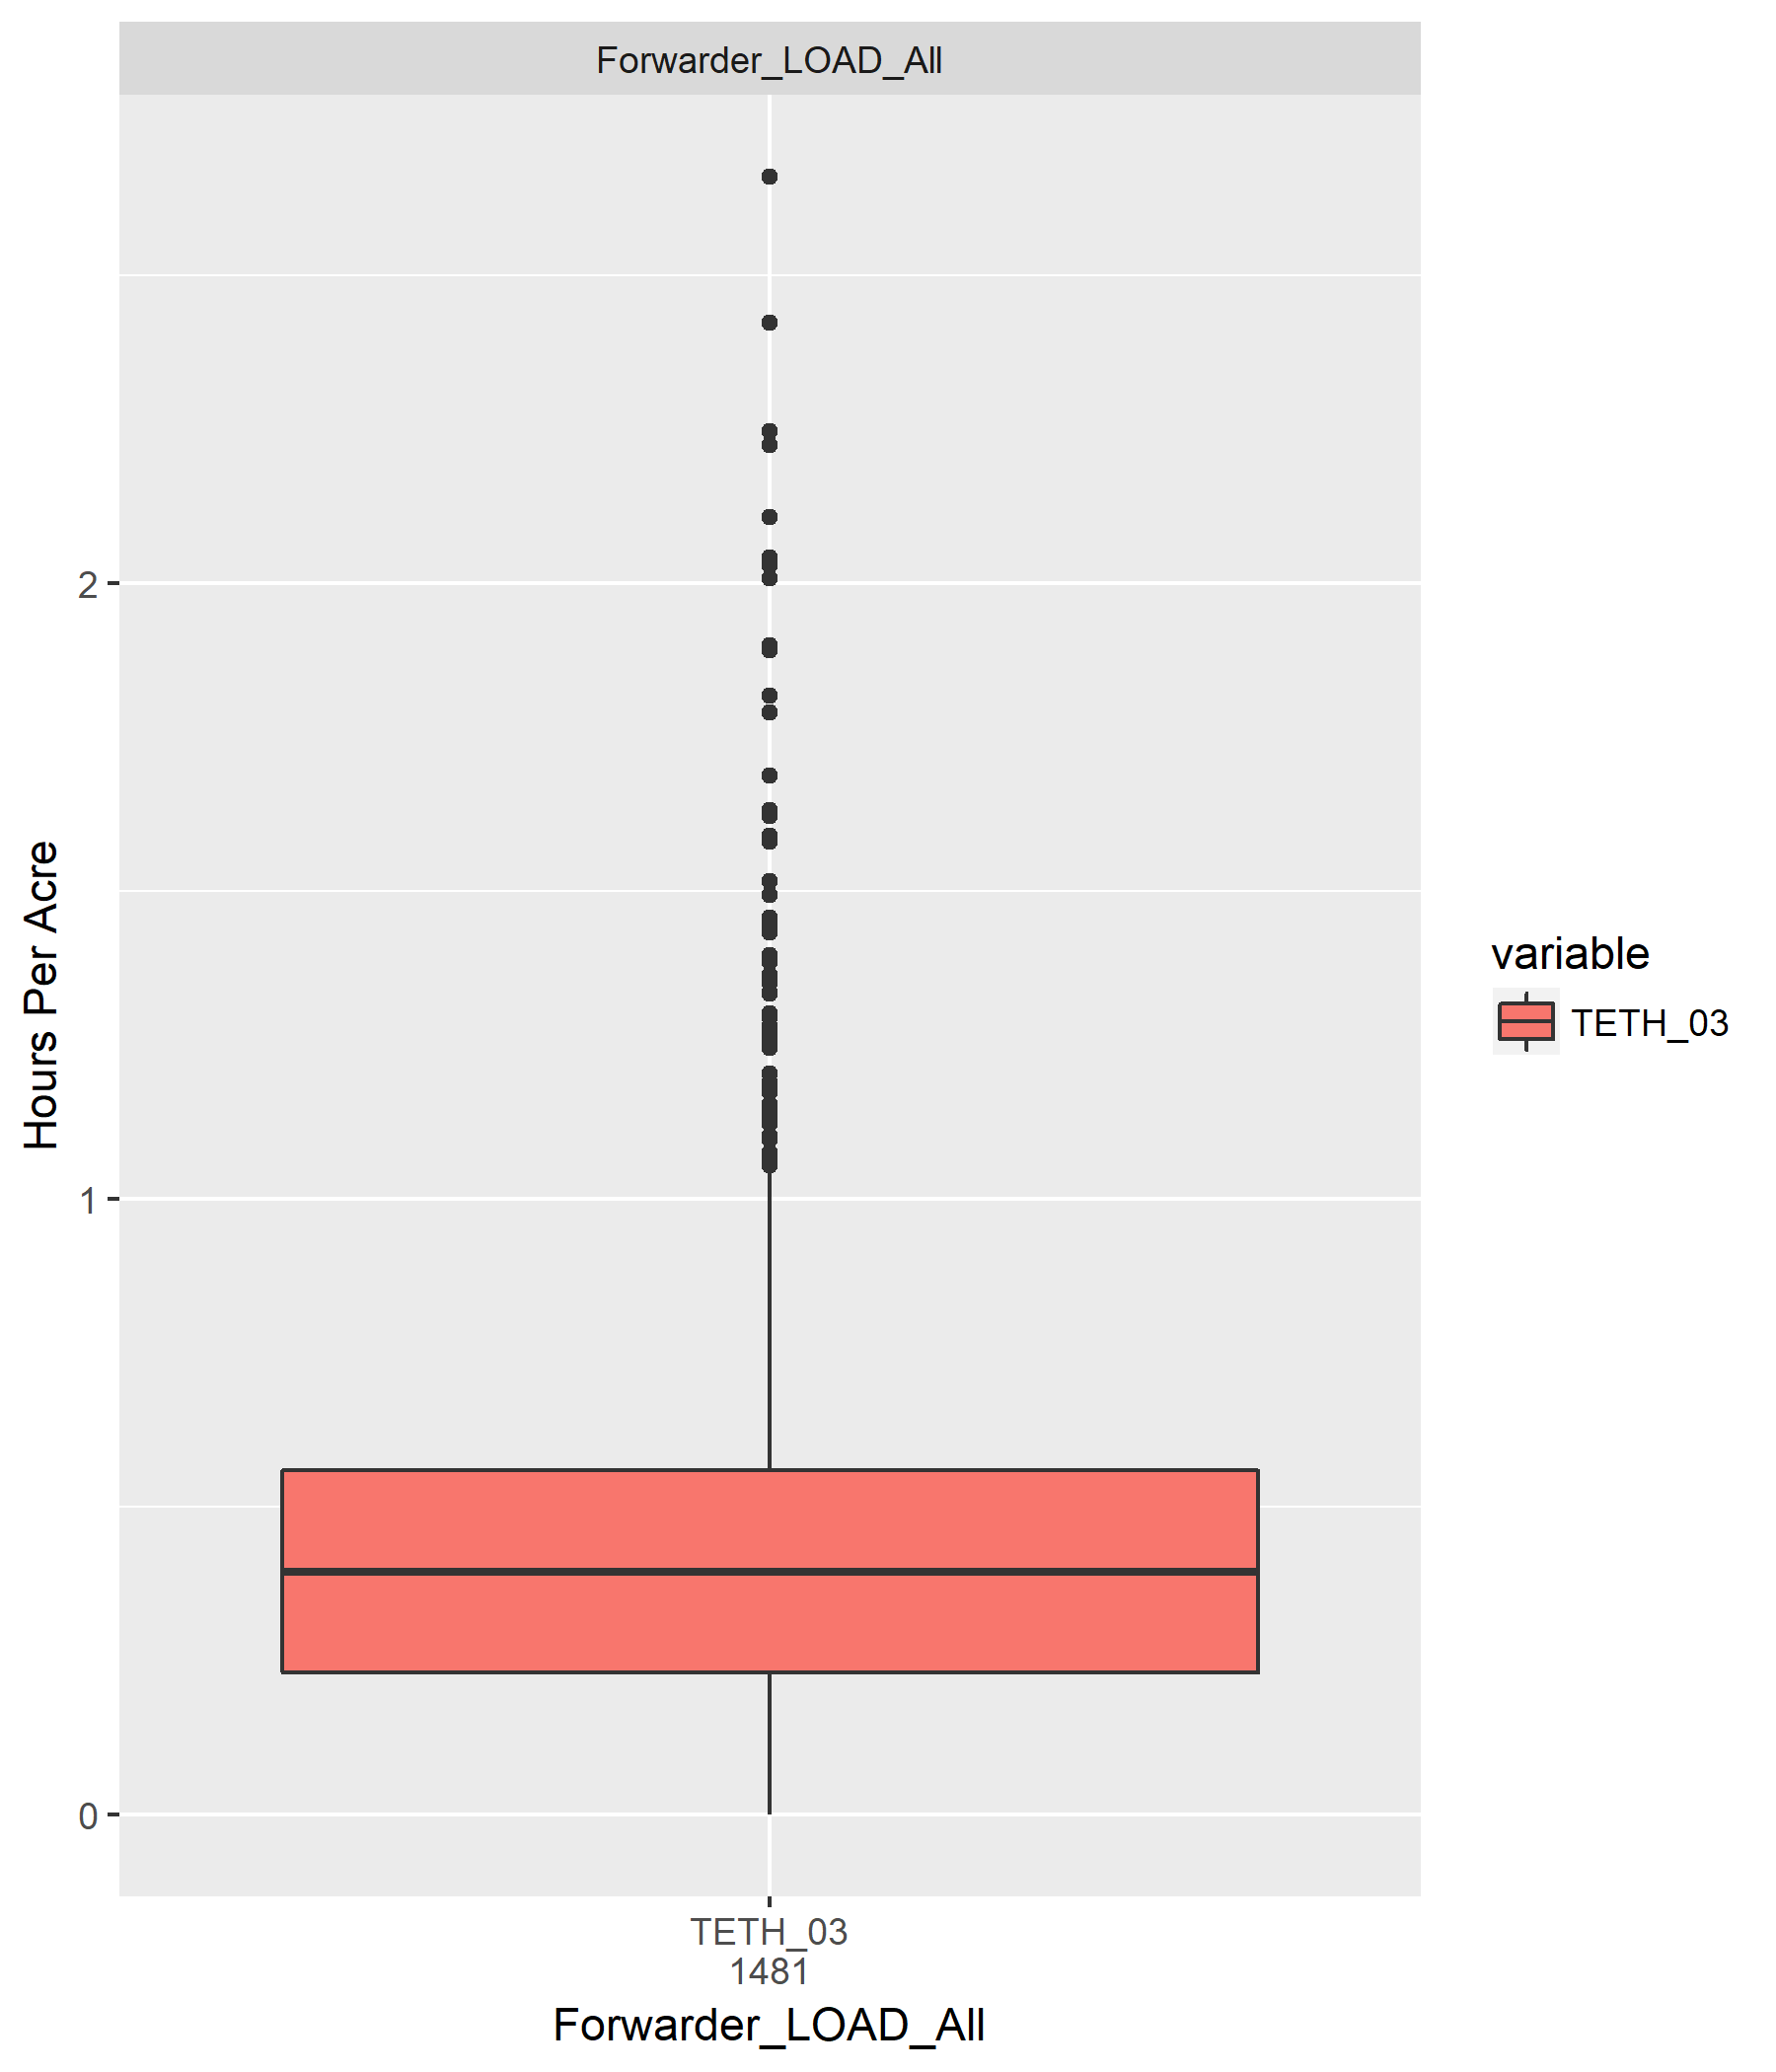 Forwarder_LOAD_All
2
1
0
Hours Per Acre
TETH_03
1481
Forwarder_LOAD_All
variable
TETH_03